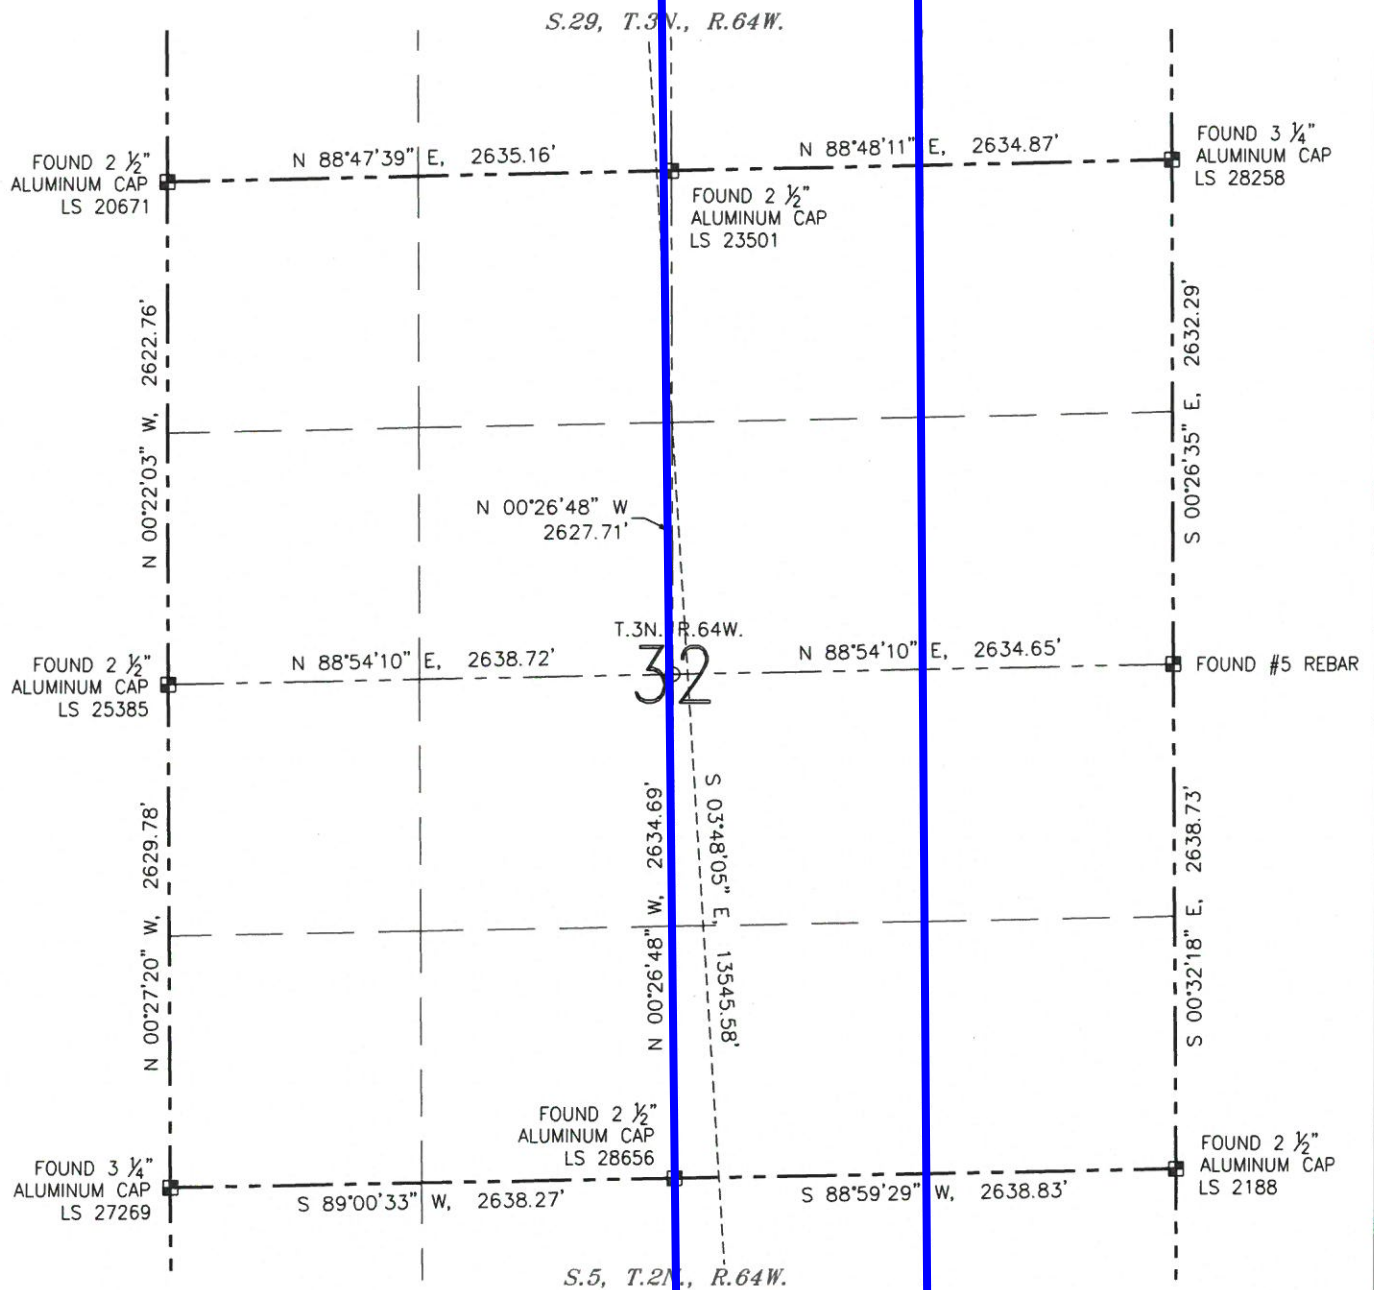 S.29, T.3N., R.64W.
N 88°47'39" E, 2635.16'
N 88°48'11" E, 2634.87'
FOUND 2 ½"
ALUMINUM CAP
LS 20671
FOUND 2 ½"
ALUMINUM CAP
LS 23501
FOUND 3 ¼"
ALUMINUM CAP
LS 28258
N 00°22'03" W, 2622.76'
N 00°26'48" W
2627.71'
S 00°26'35" E, 2632.29'
T.3N. R.64W.
32
N 88°54'10" E, 2638.72'
N 88°54'10" E, 2634.65'
FOUND 2 ½"
ALUMINUM CAP
LS 25385
FOUND #5 REBAR
N 00°27'20" W, 2629.78'
N 00°26'48" W, 2634.69'
S 03°48'05" E, 13545.58'
S 00°32'18" E, 2638.73'
FOUND 2 ½"
ALUMINUM CAP
LS 28656
FOUND 3 ¼"
ALUMINUM CAP
LS 27269
S 89°00'33" W, 2638.27'
S 88°59'29" W, 2638.83'
FOUND 2 ½"
ALUMINUM CAP
LS 2188
S.5, T.2N., R.64W.